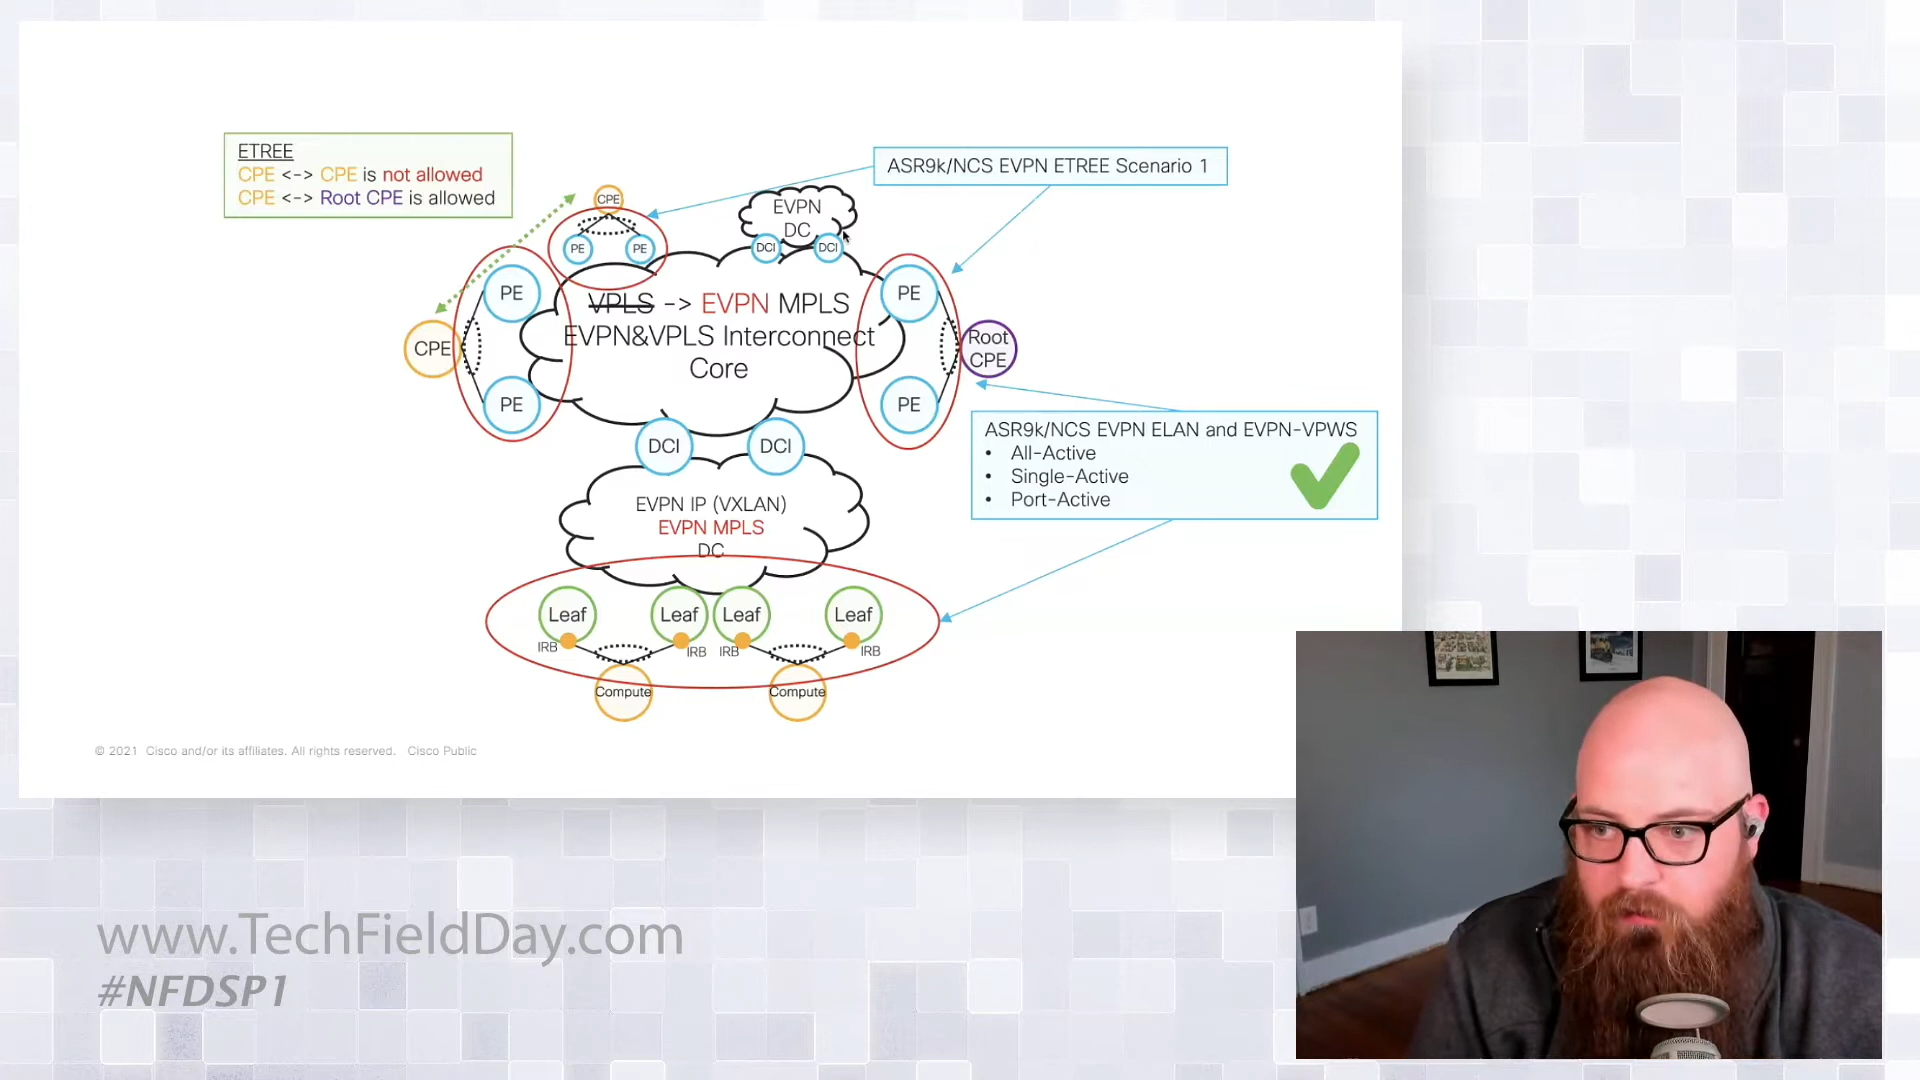 ETREE
CPE <-> CPE is not allowed
CPE <-> Root CPE is allowed
ASR9k/NCS EVPN ETREE Scenario 1
CPE
PE
PE
EVPN
DC
DCI
DCI
PE
PE
CPE
VPLS -> EVPN MPLS
EVPN&VPLS Interconnect
Core
PE
PE
Root
CPE
DCI
DCI
ASR9k/NCS EVPN ELAN and EVPN-VPWS
• All-Active
• Single-Active
• Port-Active
EVPN IP (VXLAN)
EVPN MPLS
DC
Leaf
Leaf
Leaf
Leaf
IRB
IRB
IRB
IRB
Compute
Compute
© 2021 Cisco and/or its affiliates. All rights reserved. Cisco Public
www.TechFieldDay.com
#NFDSP1